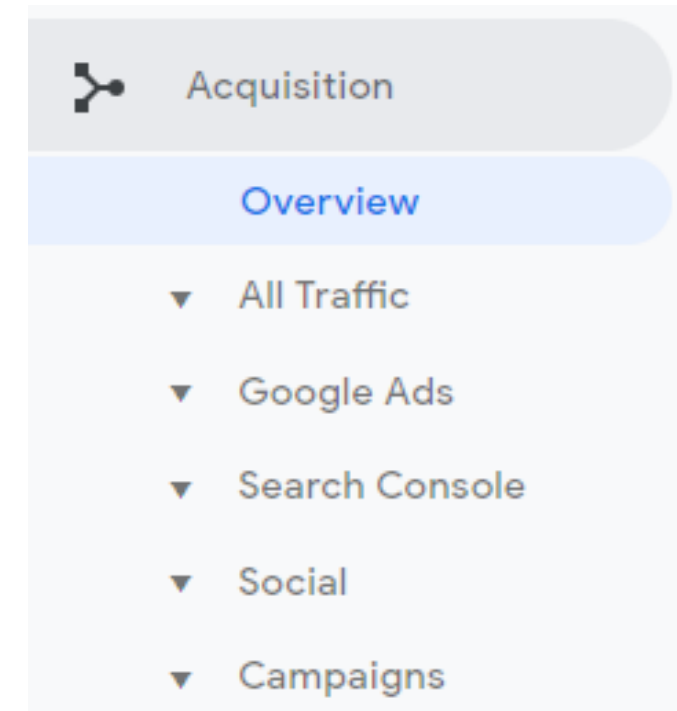 Acquisition
Overview
All Traffic
Google Ads
Search Console
Social
Campaigns